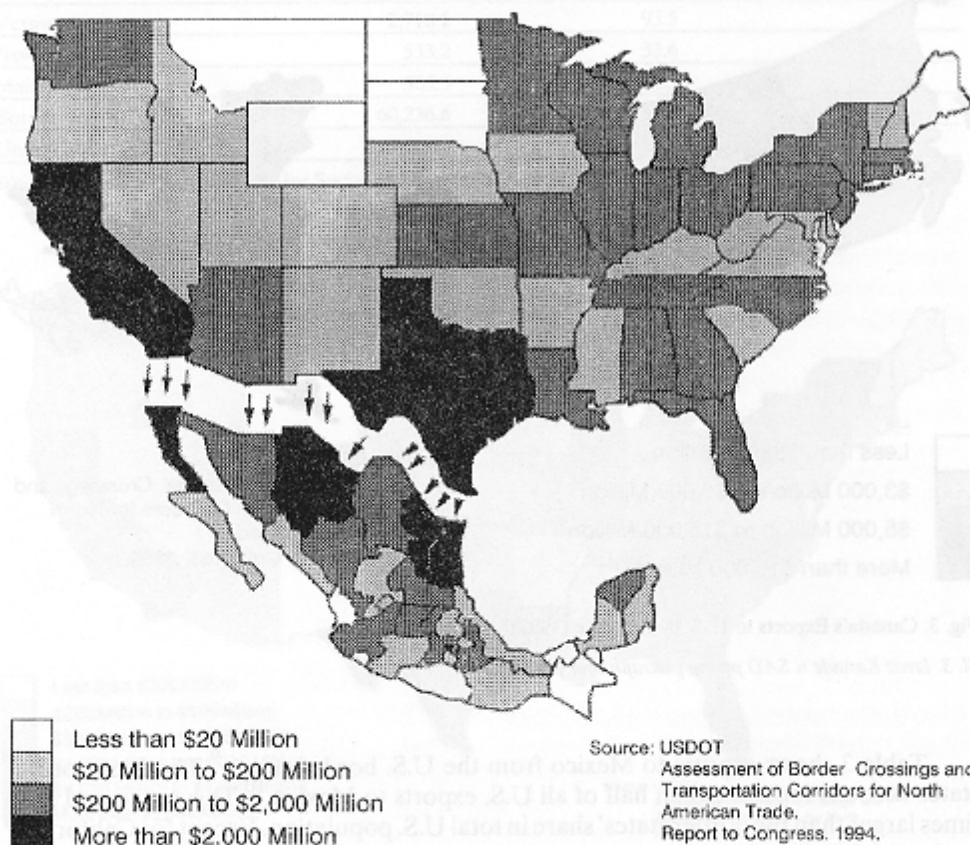 Less than $20 Million
$20 Million to $200 Million
$200 Million to $2,000 Million
More than $2,000 Million
Source: USDOT
Assessment of Border Crossings and
Transportation Corridors for North
American Trade.
Report to Congress. 1994.